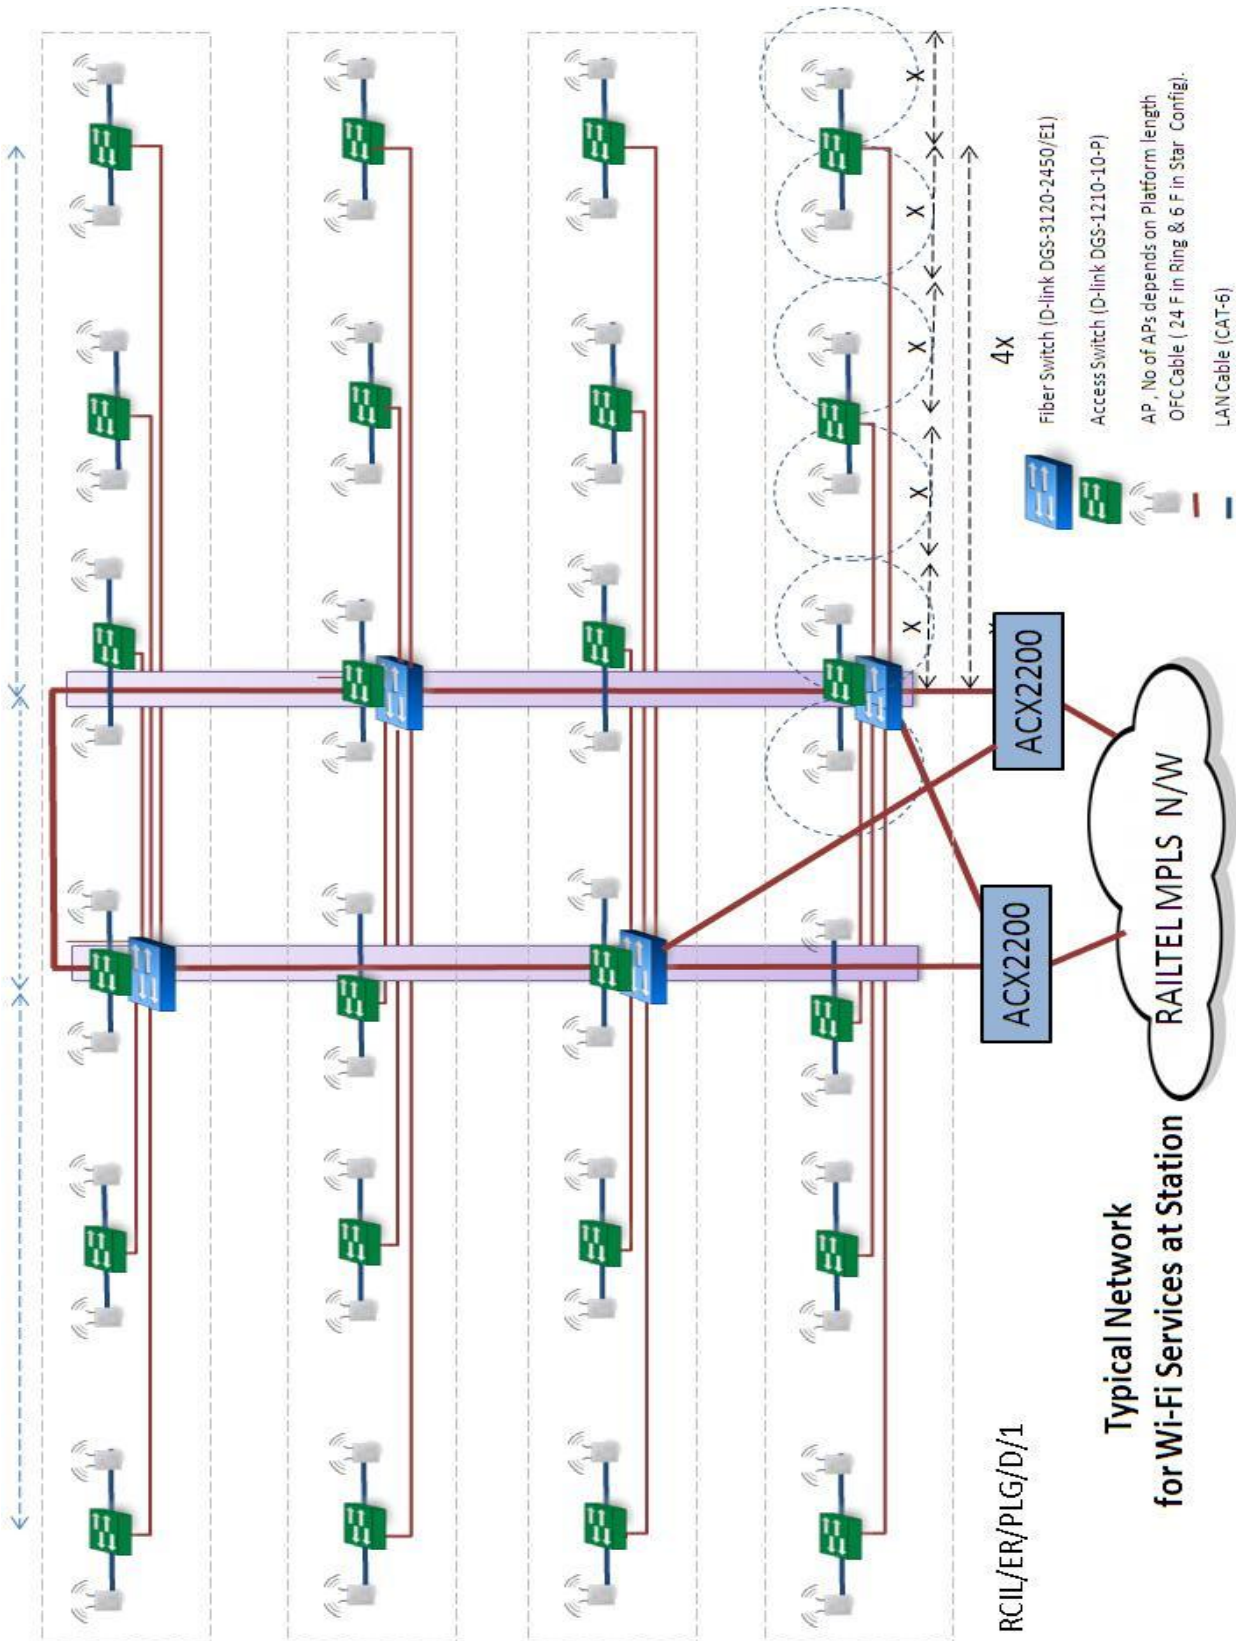 X
X
X
X
X
4x
Fiber Switch (D-link DGS-3120-2450/E1)
Access Switch (D-link DGS-1210-10-P)
AP, No of APs depends on Platform length
OFC Cable ( 24 F in Ring & 6 F in Star Config).
LAN Cable (CAT-6)
ACX2200
ACX2200
RAILTEL MPLS N/W
RCIL/ER/PLG/D/1
Typical Network
for Wi-Fi Services at Station